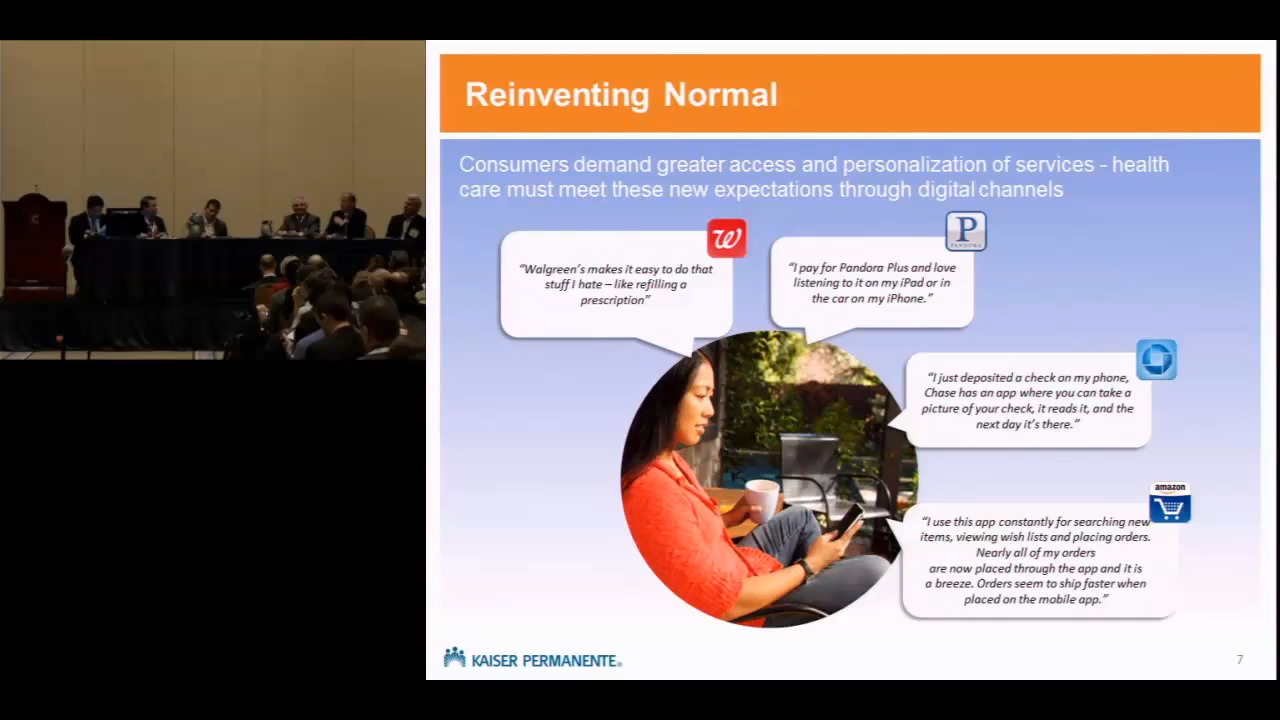 Reinventing Normal
Consumers demand greater access and personalization of services - health
care must meet these new expectations through digital channels
P
PANDORA
“Walgreen’s makes it easy to do that
stuff I hate – like refilling a
prescription”
“I pay for Pandora Plus and love
listening to it on my iPad or in
the car on my iPhone.”
“I just deposited a check on my phone,
Chase has an app where you can take a
picture of your check, it reads it, and the
next day it’s there.”
amazon
“I use this app constantly for searching new
items, viewing wish lists and placing orders.
Nearly all of my orders
are now placed through the app and it is
a breeze. Orders seem to ship faster when
placed on the mobile app.”
KAISER PERMANENTE®
7